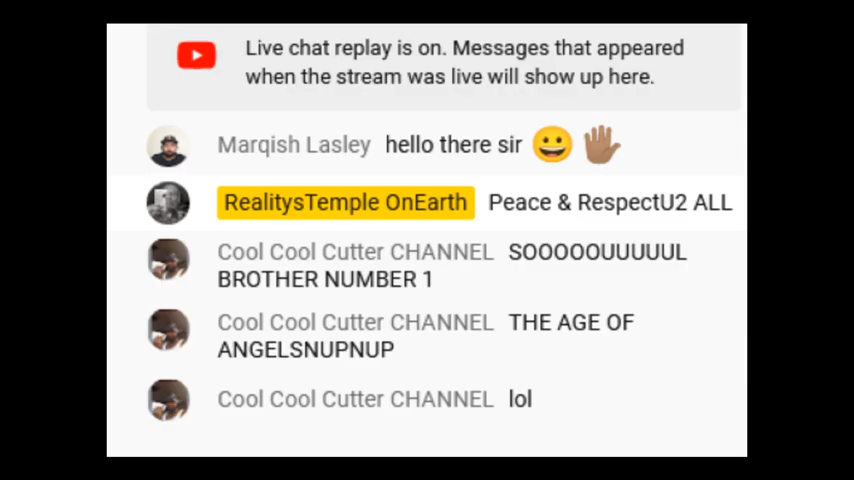 Live chat replay is on. Messages that appeared
when the stream was live will show up here.
Marqish Lasley hello there sir 😀 🖐🏽
RealitysTemple OnEarth Peace & RespectU2 ALL
Cool Cool Cutter CHANNEL SOOOOOUUUUUL
BROTHER NUMBER 1
Cool Cool Cutter CHANNEL THE AGE OF
ANGELSNUPNUP
Cool Cool Cutter CHANNEL lol